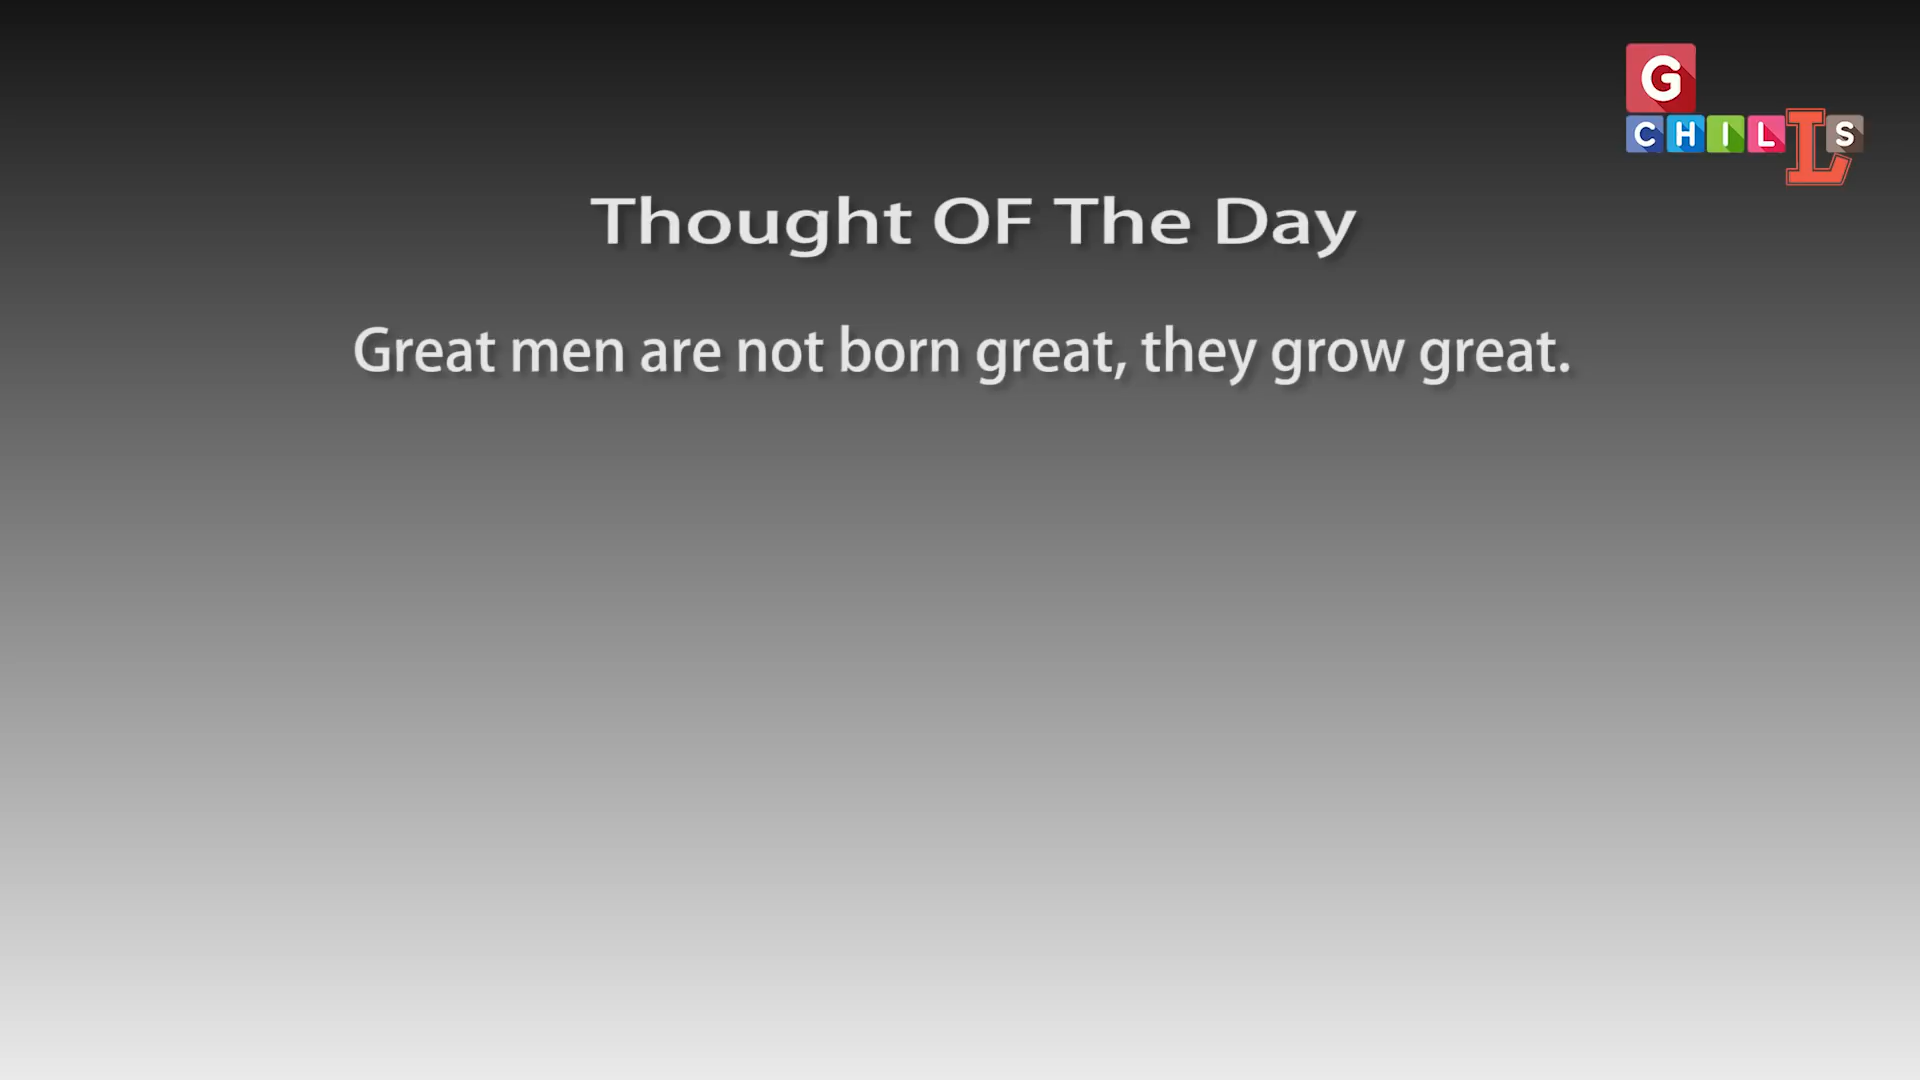 G
CHILLS
Thought OF The Day
Great men are not born great, they grow great.